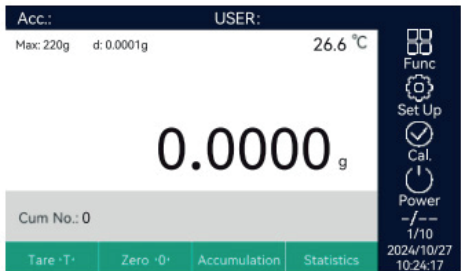 Acc.: USER:
Max: 220g d: 0.0001g 26.6 ℃
0.0000 g
Cum No.: 0
Tare ·T· Zero ·0· Accumulation Statistics
Func
Set Up
Cal.
Power
-/--
1/10
2024/10/27
10:24:17